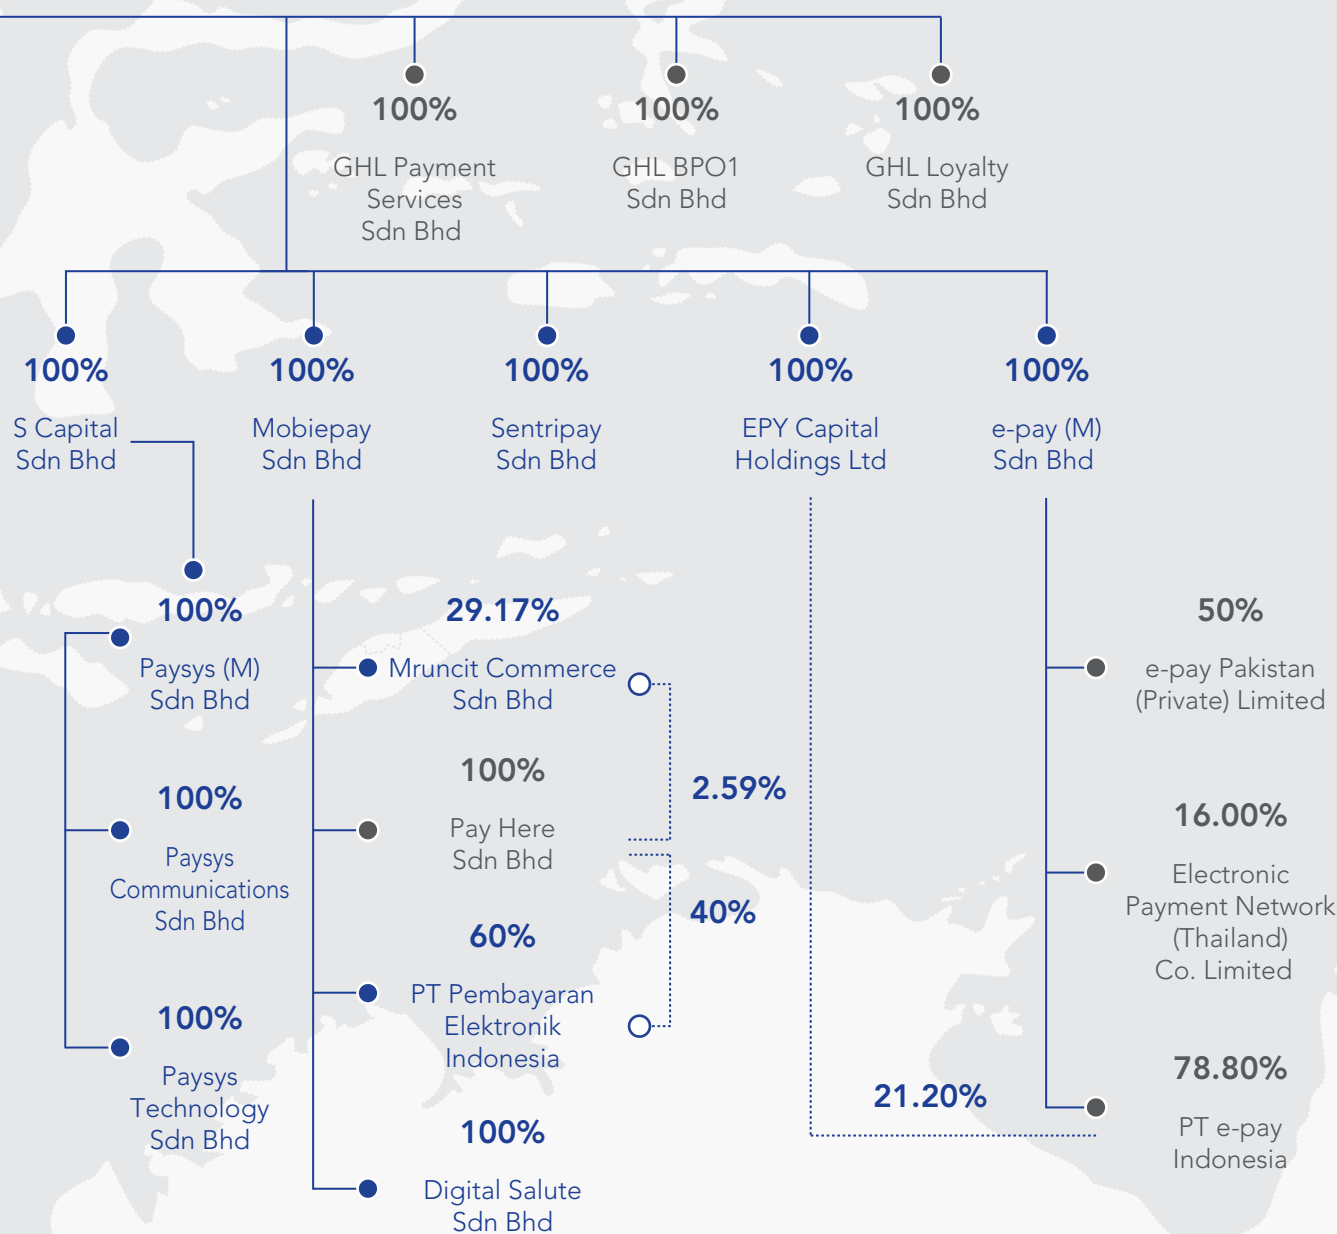 100%
GHL Payment
Services
Sdn Bhd
100%
GHL BPO1
Sdn Bhd
100%
GHL Loyalty
Sdn Bhd
100%
S Capital
Sdn Bhd
100%
Mobiepay
Sdn Bhd
100%
Sentripay
Sdn Bhd
100%
EPY Capital
Holdings Ltd
100%
e-pay (M)
Sdn Bhd
100%
Paysys (M)
Sdn Bhd
100%
Paysys
Communications
Sdn Bhd
100%
Paysys
Technology
Sdn Bhd
29.17%
Mruncit Commerce
Sdn Bhd
100%
Pay Here
Sdn Bhd
60%
PT Pembayaran
Elektronik
Indonesia
100%
Digital Salute
Sdn Bhd
2.59%
40%
21.20%
50%
e-pay Pakistan
(Private) Limited
16.00%
Electronic
Payment Network
(Thailand)
Co. Limited
78.80%
PT e-pay
Indonesia